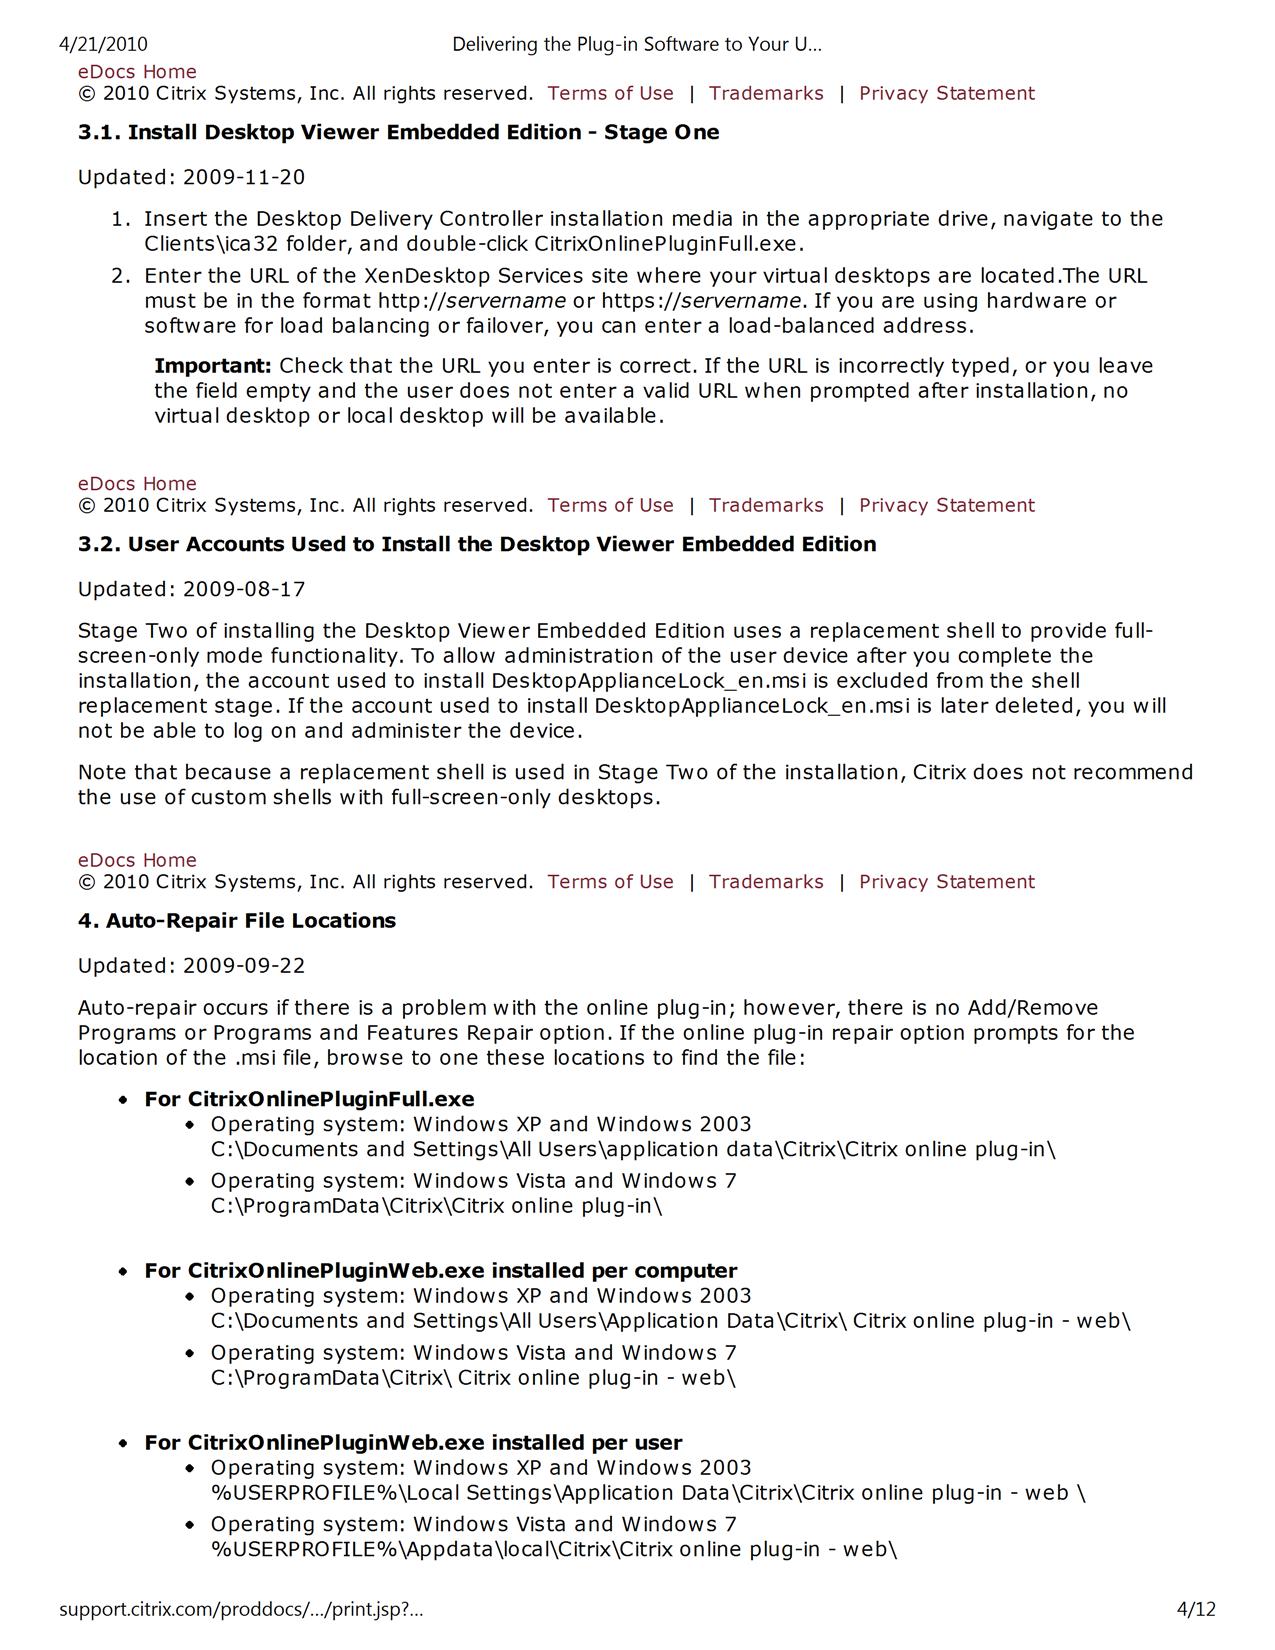 4/21/2010 Delivering the Plug-in Software to Your U...
eDocs Home
© 2010 Citrix Systems, Inc. All rights reserved. Terms of Use | Trademarks | Privacy Statement
3.1. Install Desktop Viewer Embedded Edition - Stage One
Updated: 2009-11-20
1. Insert the Desktop Delivery Controller installation media in the appropriate drive, navigate to the
Clients\ica32 folder, and double-click CitrixOnlinePluginFull.exe.
2. Enter the URL of the XenDesktop Services site where your virtual desktops are located.The URL
must be in the format http://servername or https://servername. If you are using hardware or
software for load balancing or failover, you can enter a load-balanced address.
Important: Check that the URL you enter is correct. If the URL is incorrectly typed, or you leave
the field empty and the user does not enter a valid URL when prompted after installation, no
virtual desktop or local desktop will be available.
eDocs Home
© 2010 Citrix Systems, Inc. All rights reserved. Terms of Use | Trademarks | Privacy Statement
3.2. User Accounts Used to Install the Desktop Viewer Embedded Edition
Updated: 2009-08-17
Stage Two of installing the Desktop Viewer Embedded Edition uses a replacement shell to provide full-
screen-only mode functionality. To allow administration of the user device after you complete the
installation, the account used to install DesktopApplianceLock_en.msi is excluded from the shell
replacement stage. If the account used to install DesktopApplianceLock_en.msi is later deleted, you will
not be able to log on and administer the device.
Note that because a replacement shell is used in Stage Two of the installation, Citrix does not recommend
the use of custom shells with full-screen-only desktops.
eDocs Home
© 2010 Citrix Systems, Inc. All rights reserved. Terms of Use | Trademarks | Privacy Statement
4. Auto-Repair File Locations
Updated: 2009-09-22
Auto-repair occurs if there is a problem with the online plug-in; however, there is no Add/Remove
Programs or Programs and Features Repair option. If the online plug-in repair option prompts for the
location of the .msi file, browse to one these locations to find the file:
• For CitrixOnlinePluginFull.exe
• Operating system: Windows XP and Windows 2003
C:\Documents and Settings\All Users\application data\Citrix\Citrix online plug-in\
• Operating system: Windows Vista and Windows 7
C:\ProgramData\Citrix\Citrix online plug-in\
• For CitrixOnlinePluginWeb.exe installed per computer
• Operating system: Windows XP and Windows 2003
C:\Documents and Settings\All Users\Application Data\Citrix\ Citrix online plug-in - web\
• Operating system: Windows Vista and Windows 7
C:\ProgramData\Citrix\ Citrix online plug-in - web\
• For CitrixOnlinePluginWeb.exe installed per user
• Operating system: Windows XP and Windows 2003
%USERPROFILE%\Local Settings\Application Data\Citrix\Citrix online plug-in - web \
• Operating system: Windows Vista and Windows 7
%USERPROFILE%\Appdata\local\Citrix\Citrix online plug-in - web\
support.citrix.com/proddocs/.../print.jsp?... 4/12